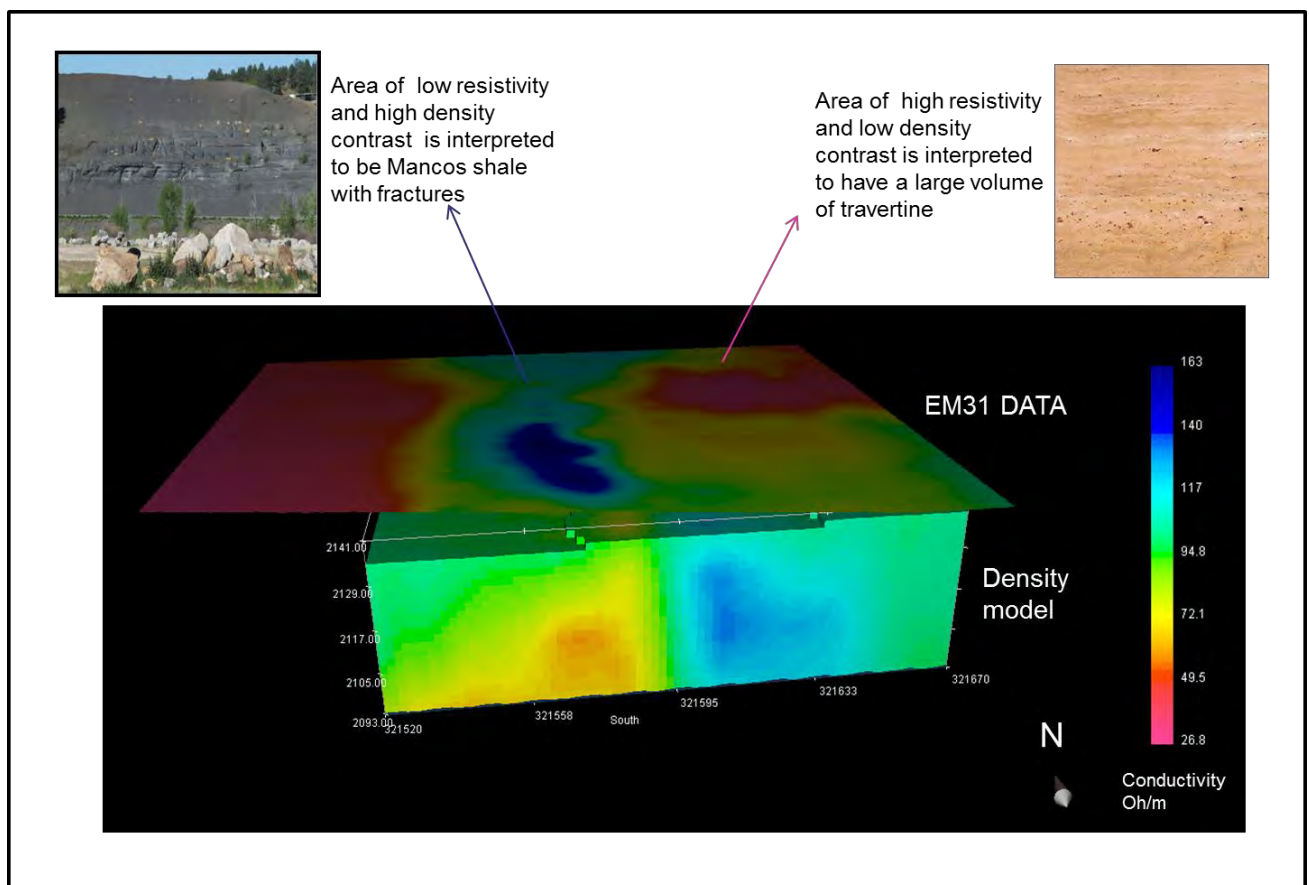 Area of low resistivity
and high density
contrast is interpreted
to be Mancos shale
with fractures
Area of high resistivity
and low density
contrast is interpreted
to have a large volume
of travertine
EM31 DATA
163
140
117
94.8
72.1
49.5
26.8
Density
model
2141.00
2129.00
2117.00
2105.00
2093.00
321520
321558
South
321595
321633
321670
N
Conductivity
Oh/m